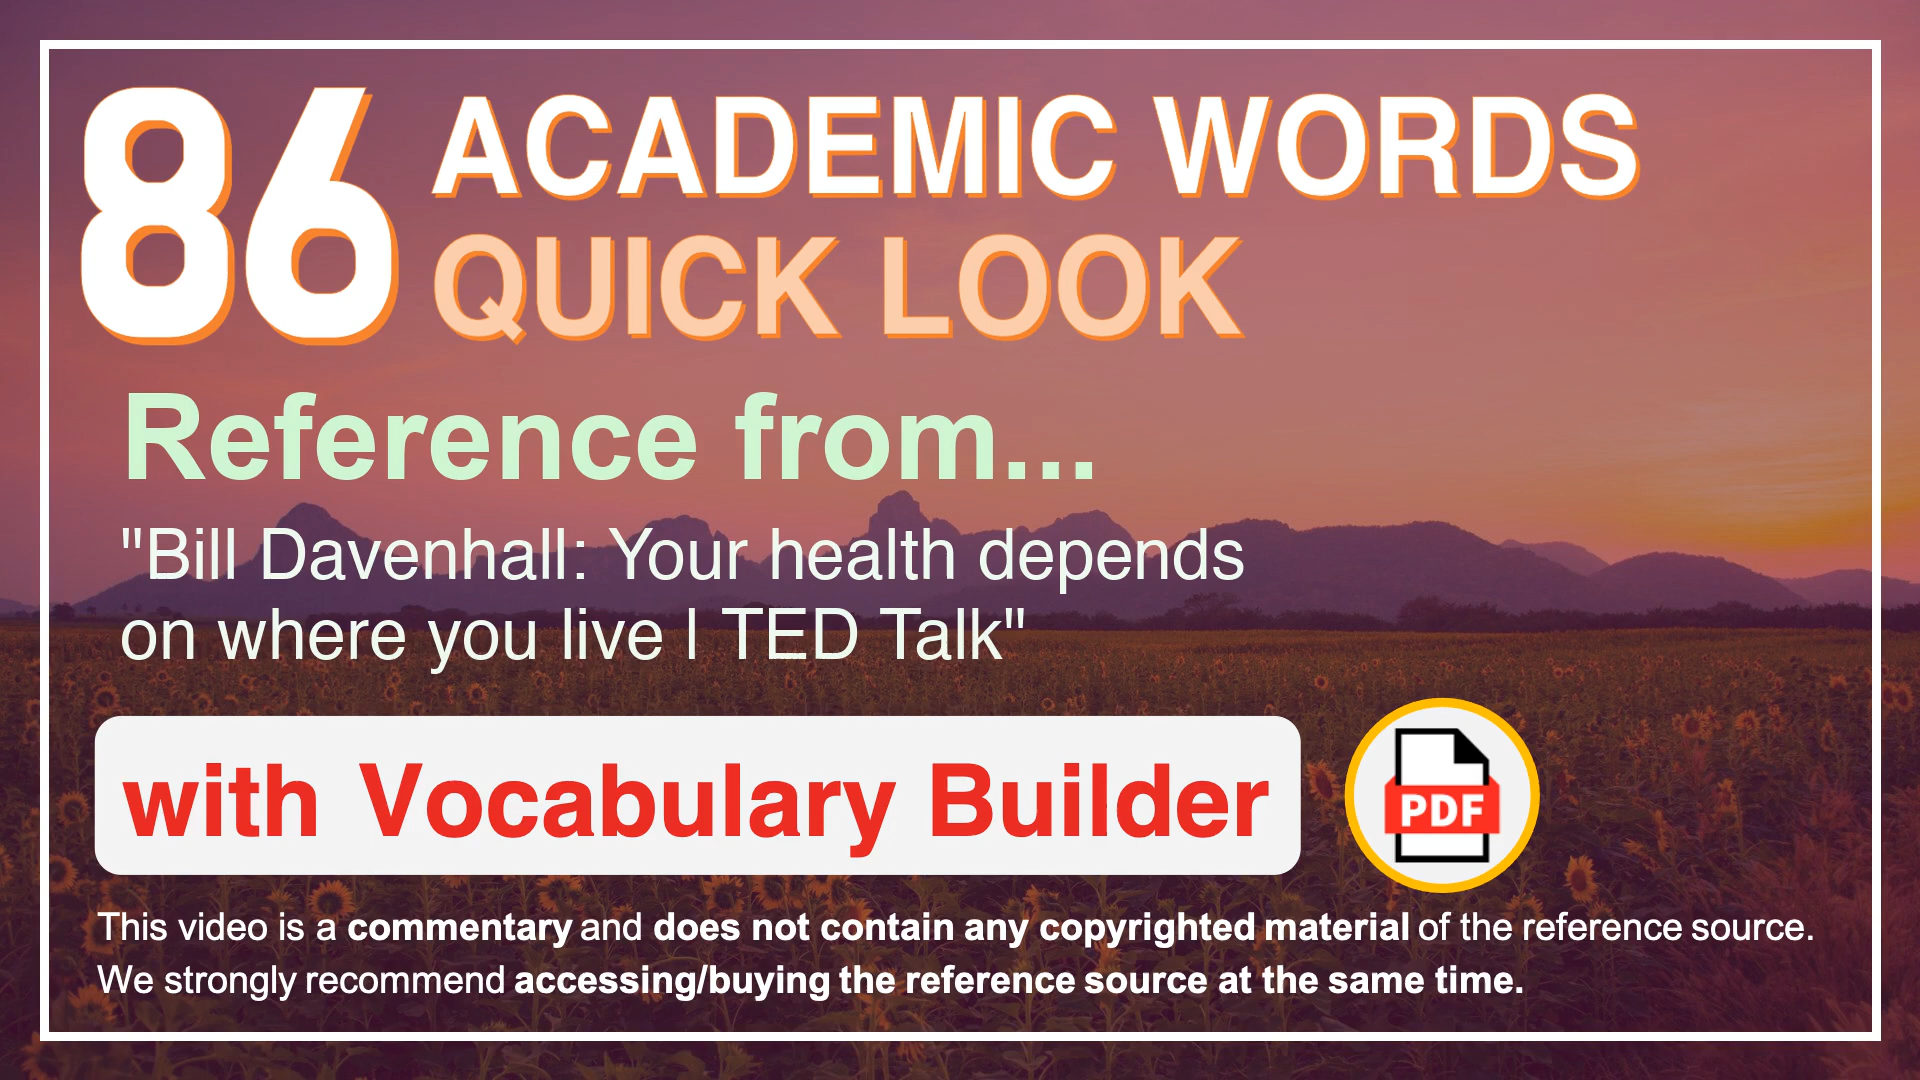 86 ACADEMIC WORDS
QUICK LOOK
Reference from...
"Bill Davenhall: Your health depends
on where you live | TED Talk"
with Vocabulary Builder
PDF
This video is a commentary and does not contain any copyrighted material of the reference source.
We strongly recommend accessing/buying the reference source at the same time.